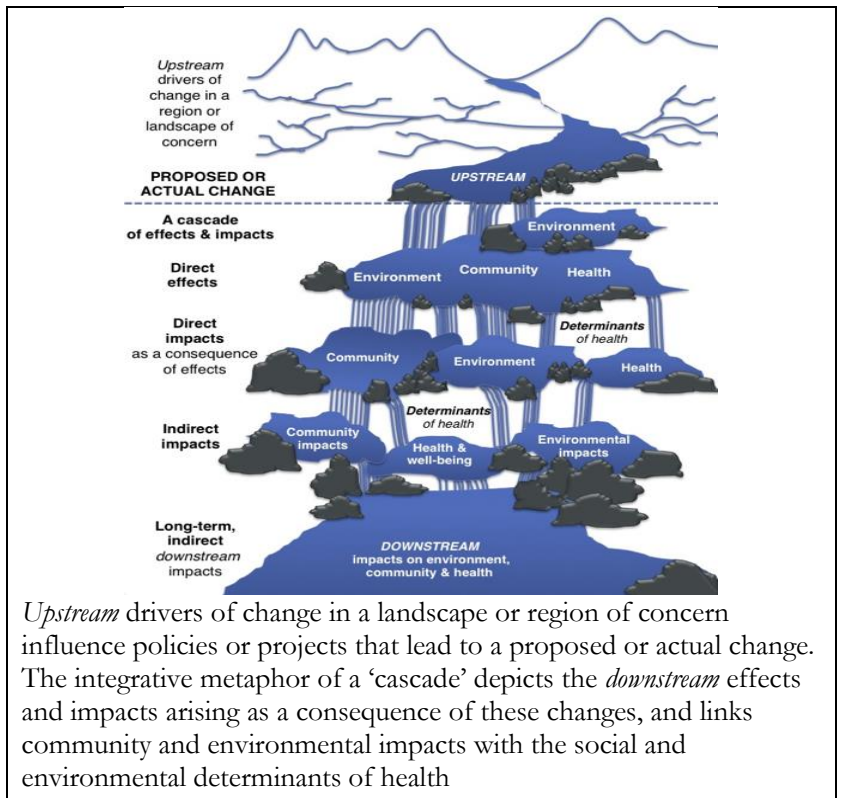 Upstream
drivers of
change in a
region or
landscape of
concern
PROPOSED OR
ACTUAL CHANGE
UPSTREAM
A cascade
of effects & impacts
Environment
Direct
effects
Environment Community Health
Direct
impacts
as a consequence
of effects
Determinants
of health
Community Environment Health
Indirect
impacts
Determinants
of health
Community
impacts
Health &
well-being
Environmental
impacts
Long-term,
indirect
downstream
impacts
DOWNSTREAM
impacts on environment,
community & health
Upstream drivers of change in a landscape or region of concern
influence policies or projects that lead to a proposed or actual change.
The integrative metaphor of a ‘cascade’ depicts the downstream effects
and impacts arising as a consequence of these changes, and links
community and environmental impacts with the social and
environmental determinants of health